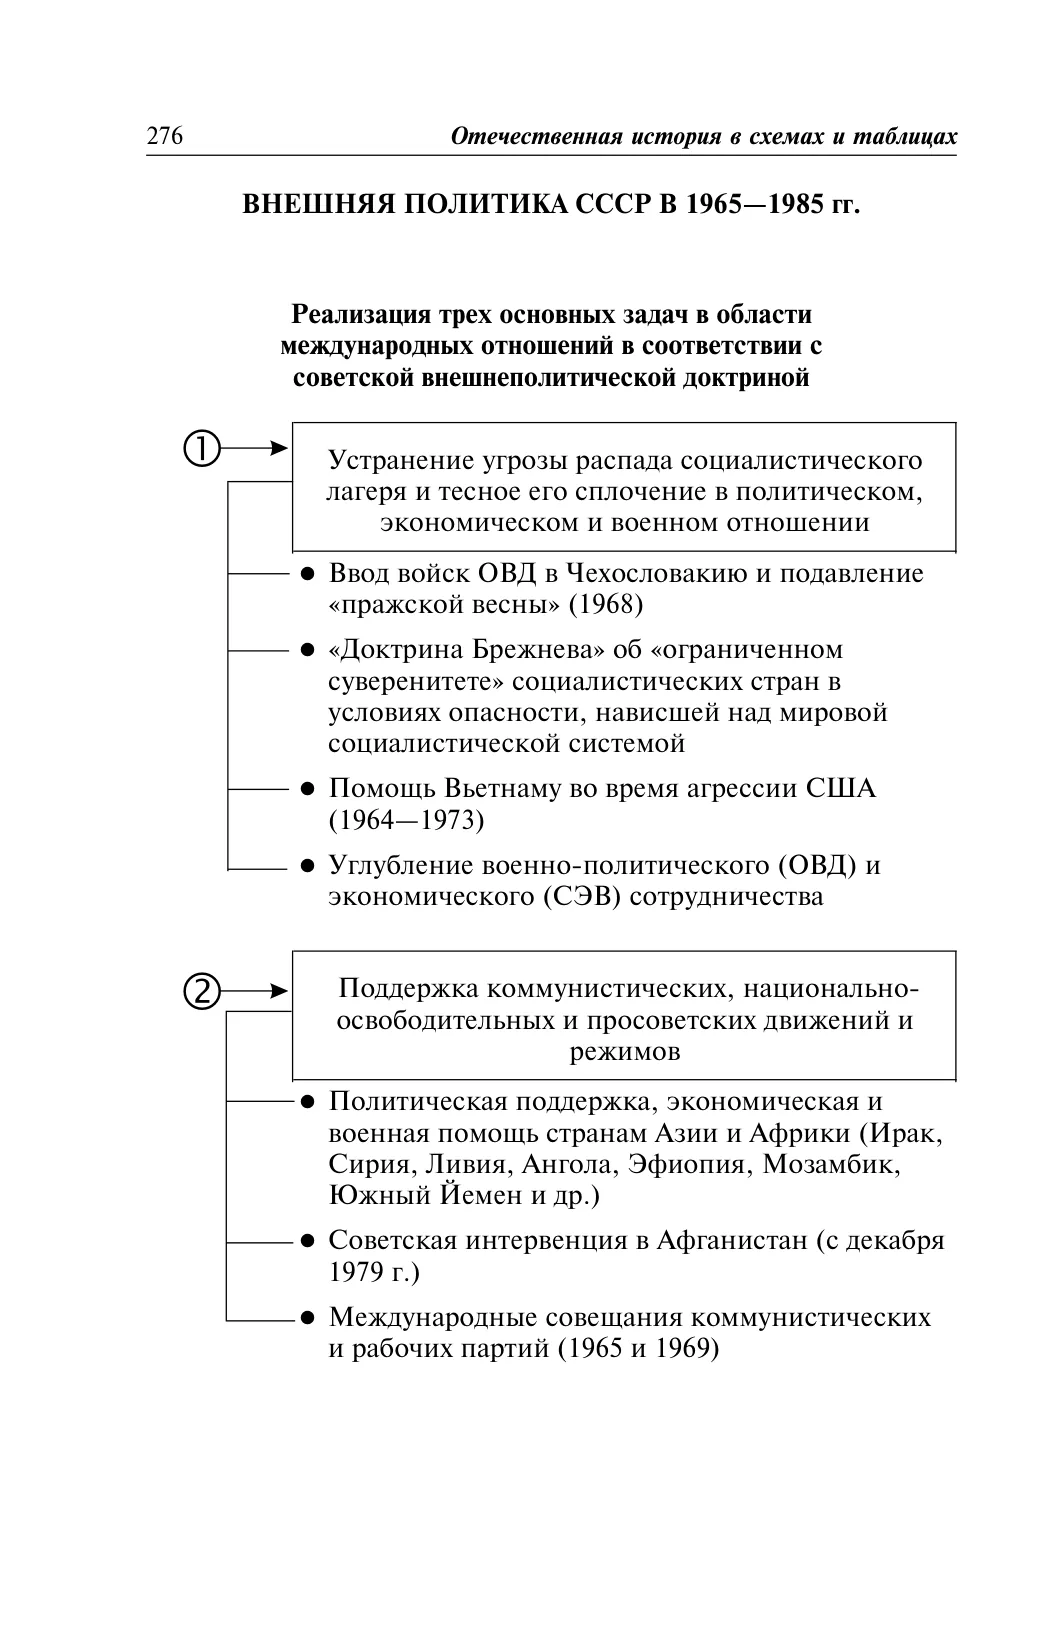 276
Отечественная история в схемах и таблицах
ВНЕШНЯЯ ПОЛИТИКА СССР В 1965—1985 гг.
Реализация трех основных задач в области
международных отношений в соответствии с
советской внешнеполитической доктриной
①
Устранение угрозы распада социалистического
лагеря и тесное его сплочение в политическом,
экономическом и военном отношении
● Ввод войск ОВД в Чехословакию и подавление
«пражской весны» (1968)
● «Доктрина Брежнева» об «ограниченном
суверенитете» социалистических стран в
условиях опасности, нависшей над мировой
социалистической системой
● Помощь Вьетнаму во время агрессии США
(1964—1973)
● Углубление военно-политического (ОВД) и
экономического (СЭВ) сотрудничества
②
Поддержка коммунистических, национально-
освободительных и просоветских движений и
режимов
● Политическая поддержка, экономическая и
военная помощь странам Азии и Африки (Ирак,
Сирия, Ливия, Ангола, Эфиопия, Мозамбик,
Южный Йемен и др.)
● Советская интервенция в Афганистан (с декабря
1979 г.)
● Международные совещания коммунистических
и рабочих партий (1965 и 1969)